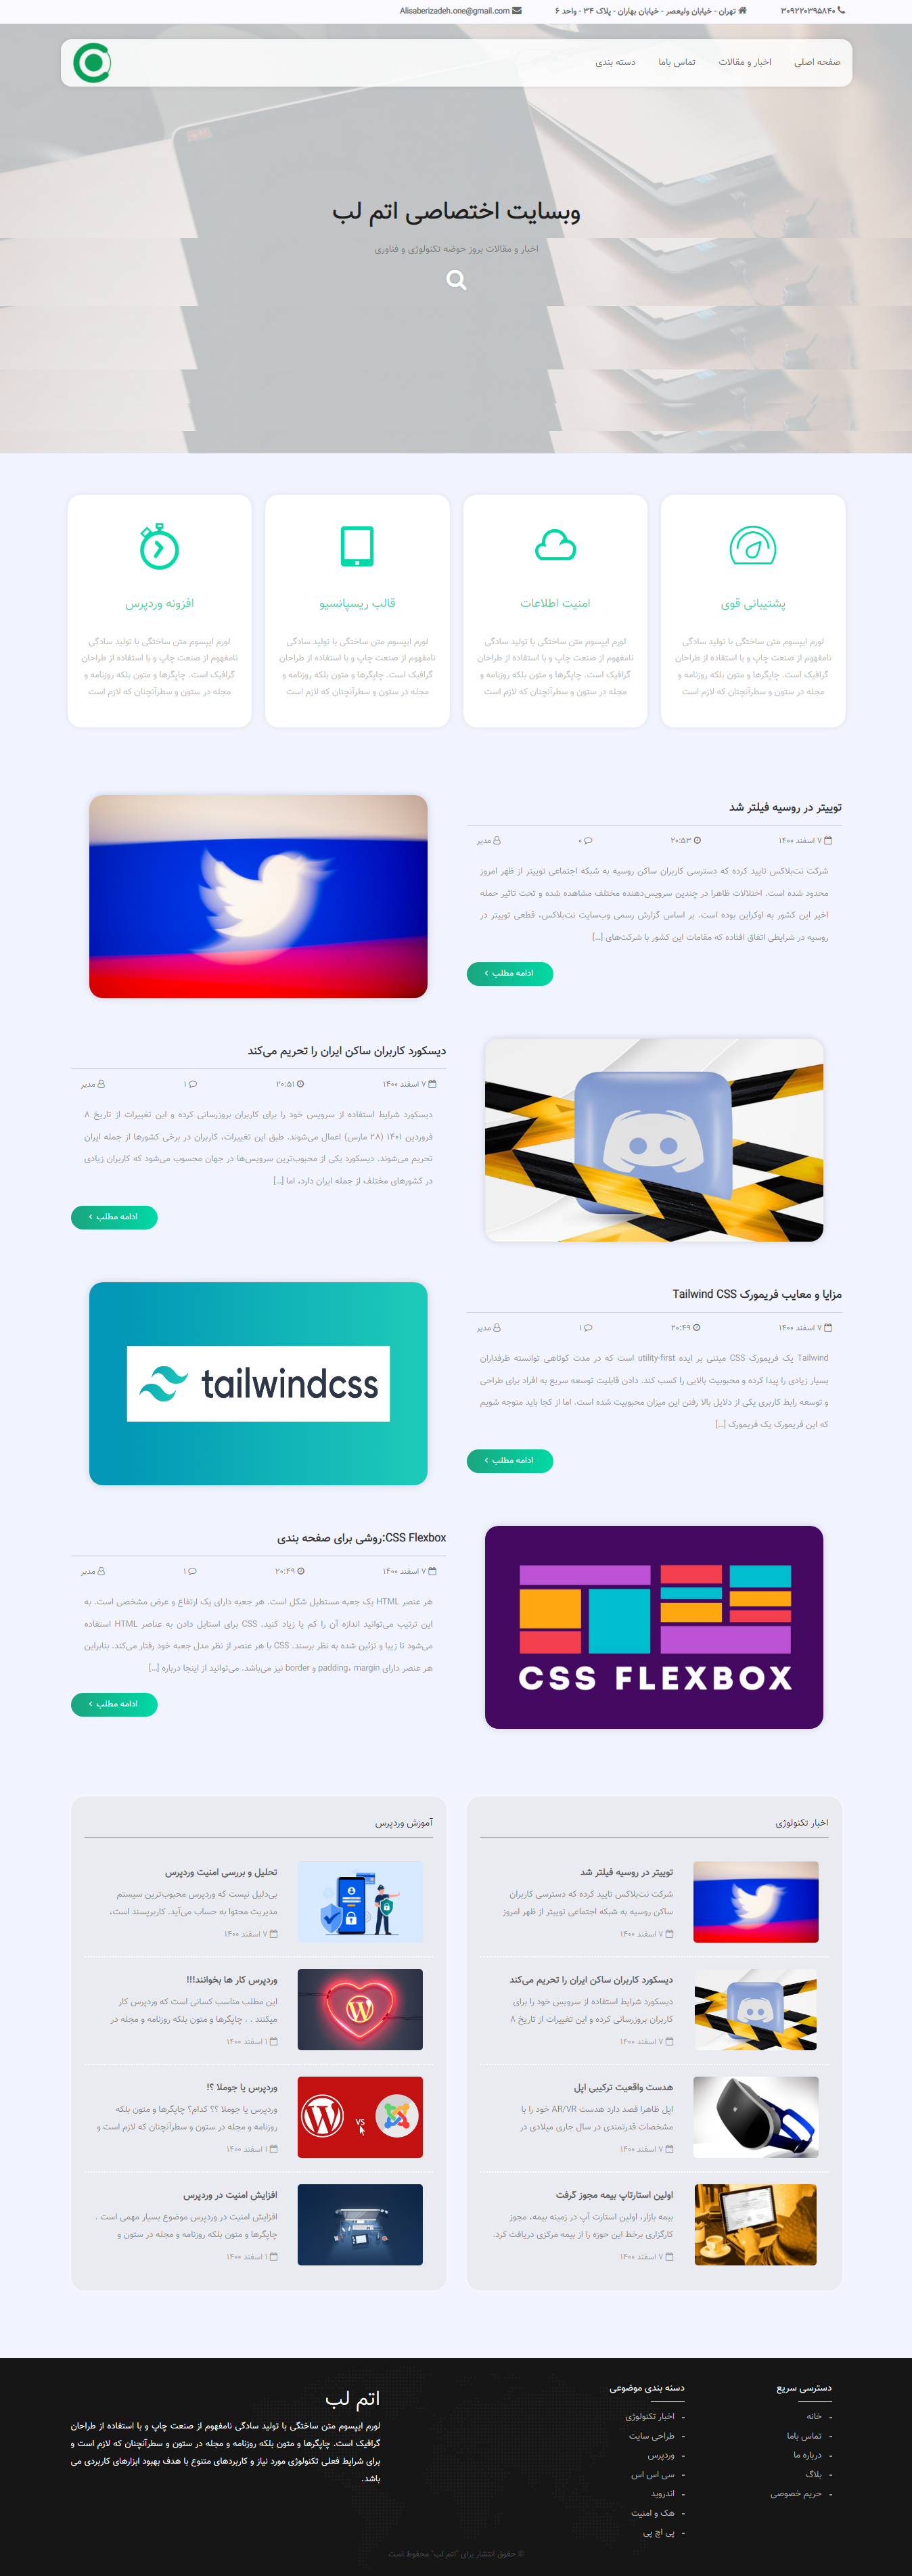 ۳۰۹۲۲۰۳۹۵۸۴۰
تهران - خیابان ولیعصر - خیابان بهاران - پلاک ۳۴ - واحد ۶
Alisaberizadeh.one@gmail.com
صفحه اصلی
اخبار و مقالات
تماس باما
دسته بندی
وبسایت اختصاصی اتم لب
اخبار و مقالات بروز حوضه تکنولوژی و فناوری
پشتیبانی قوی
لورم ایپسوم متن ساختگی با تولید سادگی
نامفهوم از صنعت چاپ و با استفاده از طراحان
گرافیک است. چاپگرها و متون بلکه روزنامه و
مجله در ستون و سطرآنچنان که لازم است
امنیت اطلاعات
لورم ایپسوم متن ساختگی با تولید سادگی
نامفهوم از صنعت چاپ و با استفاده از طراحان
گرافیک است. چاپگرها و متون بلکه روزنامه و
مجله در ستون و سطرآنچنان که لازم است
قالب ریسپانسیو
لورم ایپسوم متن ساختگی با تولید سادگی
نامفهوم از صنعت چاپ و با استفاده از طراحان
گرافیک است. چاپگرها و متون بلکه روزنامه و
مجله در ستون و سطرآنچنان که لازم است
افزونه وردپرس
لورم ایپسوم متن ساختگی با تولید سادگی
نامفهوم از صنعت چاپ و با استفاده از طراحان
گرافیک است. چاپگرها و متون بلکه روزنامه و
مجله در ستون و سطرآنچنان که لازم است
توییتر در روسیه فیلتر شد
۷ اسفند ۱۴۰۰
۲۰:۵۳
۰
مدیر
شرکت نت‌بلاکس تایید کرده که دسترسی کاربران ساکن روسیه به شبکه اجتماعی توییتر از ظهر امروز
محدود شده است. اختلالات ظاهرا در چندین سرویس‌دهنده مختلف مشاهده شده و تحت تاثیر حمله
اخیر این کشور به اوکراین بوده است. بر اساس گزارش رسمی وب‌سایت نت‌بلاکس، قطعی توییتر در
روسیه در شرایطی اتفاق افتاده که مقامات این کشور با شرکت‌های […]
ادامه مطلب
دیسکورد کاربران ساکن ایران را تحریم می‌کند
۷ اسفند ۱۴۰۰
۲۰:۵۱
۱
مدیر
دیسکورد شرایط استفاده از سرویس خود را برای کاربران بروزرسانی کرده و این تغییرات از تاریخ ۸
فروردین ۱۴۰۱ (۲۸ مارس) اعمال می‌شوند. طبق این تغییرات، کاربران در برخی کشورها از جمله ایران
تحریم می‌شوند. دیسکورد یکی از محبوب‌ترین سرویس‌ها در جهان محسوب می‌شود که کاربران زیادی
در کشورهای مختلف از جمله ایران دارد، اما […]
ادامه مطلب
مزایا و معایب فریمورک Tailwind CSS
۷ اسفند ۱۴۰۰
۲۰:۴۹
۱
مدیر
Tailwind یک فریمورک CSS مبتنی بر ایده utility-first است که در مدت کوتاهی توانسته طرفداران
بسیار زیادی را پیدا کرده و محبوبیت بالایی را کسب کند. دادن قابلیت توسعه سریع به افراد برای طراحی
و توسعه رابط کاربری یکی از دلایل بالا رفتن این میزان محبوبیت شده است. اما از کجا باید متوجه شویم
که این فریمورک یک فریمورک […]
ادامه مطلب
tailwindcss
CSS Flexbox:روشی برای صفحه بندی
۷ اسفند ۱۴۰۰
۲۰:۴۹
۱
مدیر
هر عنصر HTML یک جعبه مستطیل شکل است. هر جعبه دارای یک ارتفاع و عرض مشخصی است. به
این ترتیب می‌توانید اندازه آن را کم یا زیاد کنید. CSS برای استایل دادن به عناصر HTML استفاده
می‌شود تا زیبا و تزئین شده به نظر برسند. CSS با هر عنصر از نظر مدل جعبه خود رفتار می‌کند. بنابراین
هر عنصر دارای padding، margin و border نیز می‌باشد. می‌توانید از اینجا درباره […]
ادامه مطلب
CSS FLEXBOX
اخبار تکنولوژی
توییتر در روسیه فیلتر شد
شرکت نت‌بلاکس تایید کرده که دسترسی کاربران
ساکن روسیه به شبکه اجتماعی توییتر از ظهر امروز
۷ اسفند ۱۴۰۰
دیسکورد کاربران ساکن ایران را تحریم می‌کند
دیسکورد شرایط استفاده از سرویس خود را برای
کاربران بروزرسانی کرده و این تغییرات از تاریخ ۸
۷ اسفند ۱۴۰۰
هدست واقعیت ترکیبی اپل
اپل ظاهرا قصد دارد هدست AR/VR خود را با
مشخصات قدرتمندی در سال جاری میلادی در
۷ اسفند ۱۴۰۰
اولین استارتاپ بیمه مجوز گرفت
بیمه بازار، اولین استارت آپ در زمینه بیمه، مجوز
کارگزاری برخط این حوزه را از بیمه مرکزی دریافت کرد.
۷ اسفند ۱۴۰۰
آموزش وردپرس
تحلیل و بررسی امنیت وردپرس
بی‌دلیل نیست که وردپرس محبوب‌ترین سیستم
مدیریت محتوا به حساب می‌آید. کاربرپسند است،
۷ اسفند ۱۴۰۰
وردپرس کار ها بخوانند!!!
این مطلب مناسب کسانی است که وردپرس کار
میکنند . . چاپگرها و متون بلکه روزنامه و مجله در
۱ اسفند ۱۴۰۰
وردپرس یا جوملا ؟!
وردپرس یا جوملا ؟؟ کدام؟ چاپگرها و متون بلکه
روزنامه و مجله در ستون و سطرآنچنان که لازم است و
۱ اسفند ۱۴۰۰
VS
افزایش امنیت در وردپرس
افزایش امنیت در وردپرس موضوع بسیار مهمی است .
چاپگرها و متون بلکه روزنامه و مجله در ستون و
۱ اسفند ۱۴۰۰
دسترسی سریع
خانه
تماس باما
درباره ما
بلاگ
حریم خصوصی
دسته بندی موضوعی
اخبار تکنولوژی
طراحی سایت
وردپرس
سی اس اس
اندروید
هک و امنیت
پی اچ پی
اتم لب
لورم ایپسوم متن ساختگی با تولید سادگی نامفهوم از صنعت چاپ و با استفاده از طراحان
گرافیک است. چاپگرها و متون بلکه روزنامه و مجله در ستون و سطرآنچنان که لازم است و
برای شرایط فعلی تکنولوژی مورد نیاز و کاربردهای متنوع با هدف بهبود ابزارهای کاربردی می
باشد.
© حقوق انتشار برای "اتم لب" محفوظ است